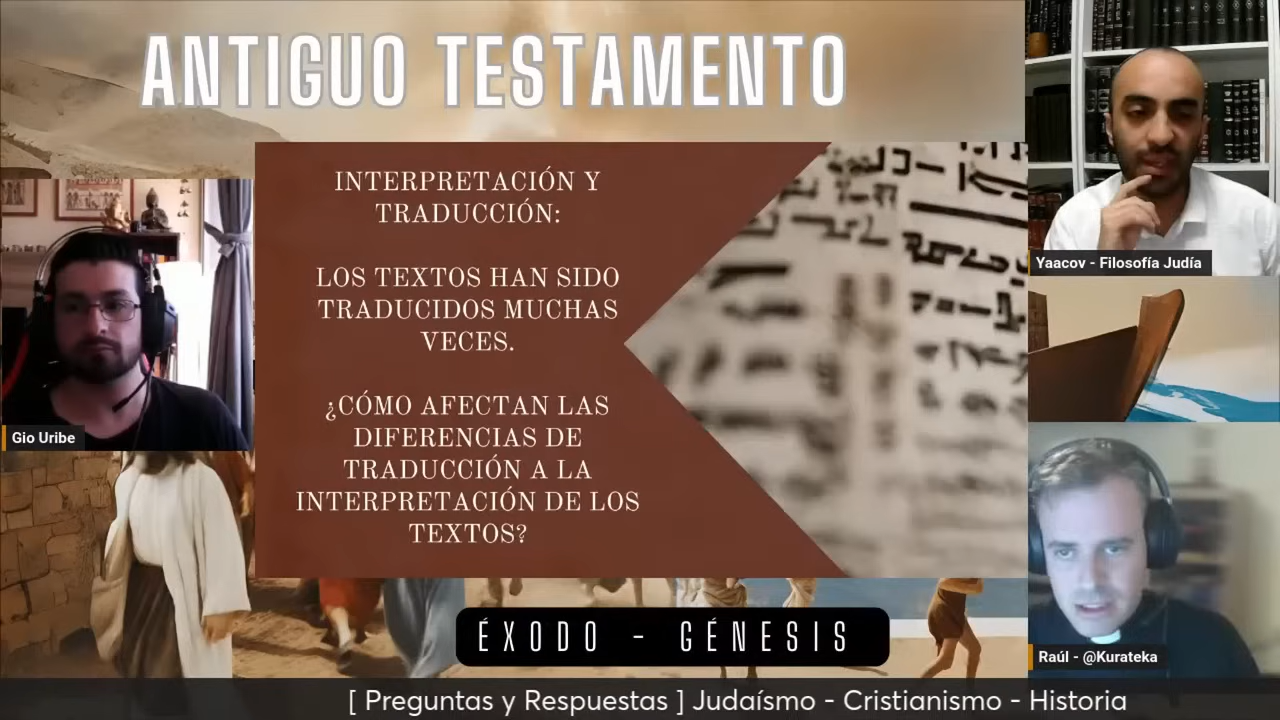 ANTIGUO TESTAMENTO
INTERPRETACIÓN Y
TRADUCCIÓN:
LOS TEXTOS HAN SIDO
TRADUCIDOS MUCHAS
VECES.
¿CÓMO AFECTAN LAS
DIFERENCIAS DE
TRADUCCIÓN A LA
INTERPRETACIÓN DE LOS
TEXTOS?
Yaacov - Filosofía Judía
Gio Uribe
ÉXODO - GÉNESIS
Raúl - @Kurateka
[ Preguntas y Respuestas ] Judaísmo - Cristianismo - Historia